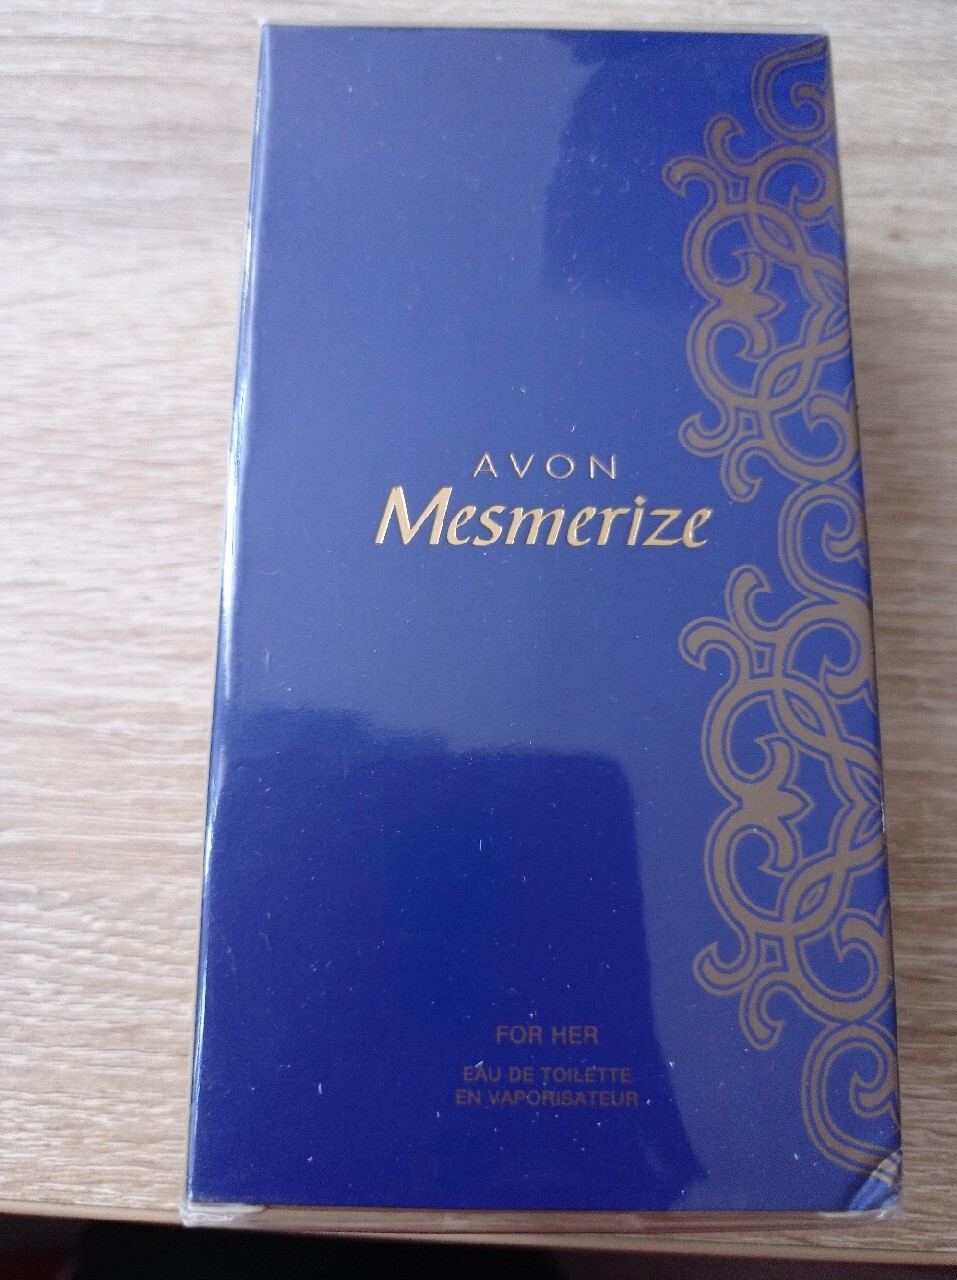 AVON
Mesmerize
FOR HER
EAU DE TOILETTE
EN VAPORISATEUR